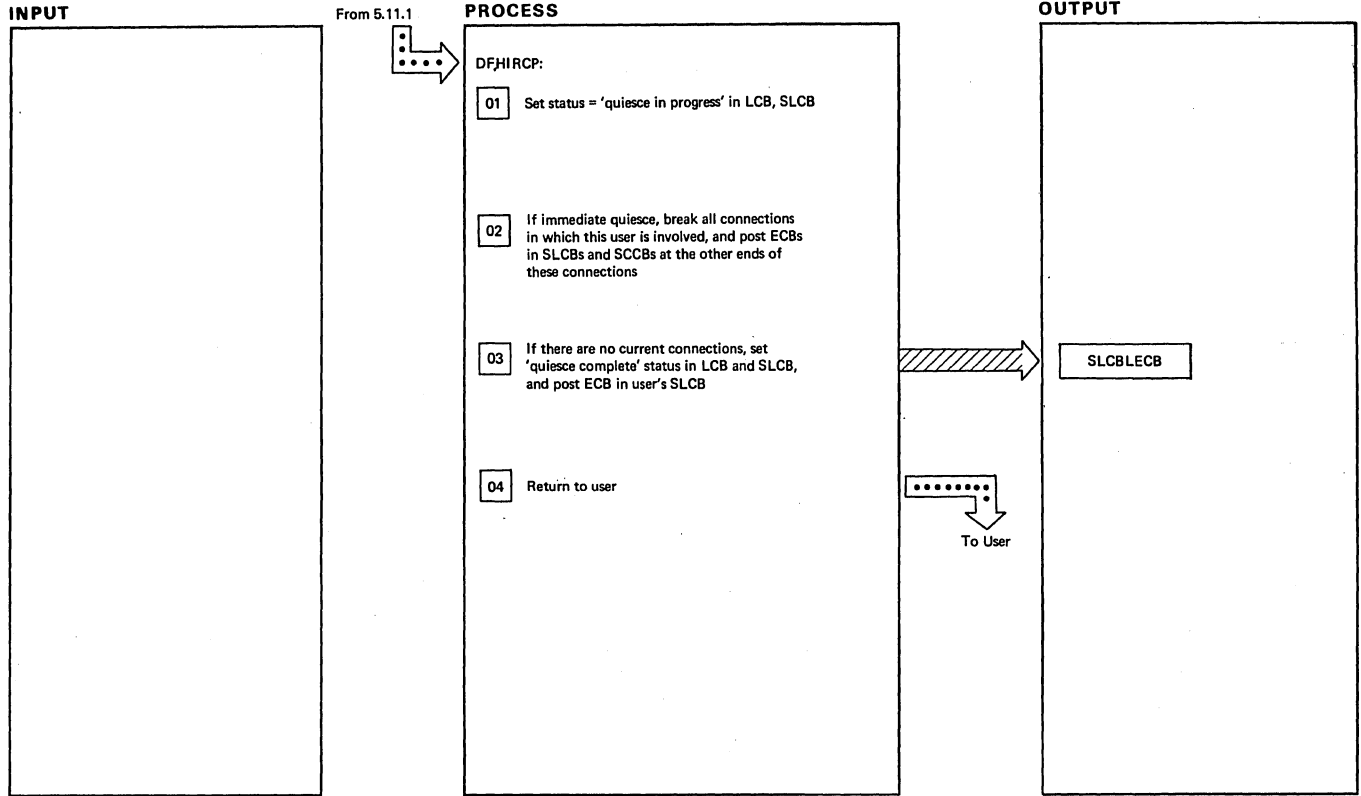 INPUT
From 5.11.1
PROCESS
OUTPUT
DFHIRCP:
01 Set status = 'quiesce in progress' in LCB, SLCB
02 If immediate quiesce, break all connections
in which this user is involved, and post ECBs
in SLCBs and SCCBs at the other ends of
these connections
03 If there are no current connections, set
'quiesce complete' status in LCB and SLCB,
and post ECB in user's SLCB
SLCBLECB
04 Return to user
To User